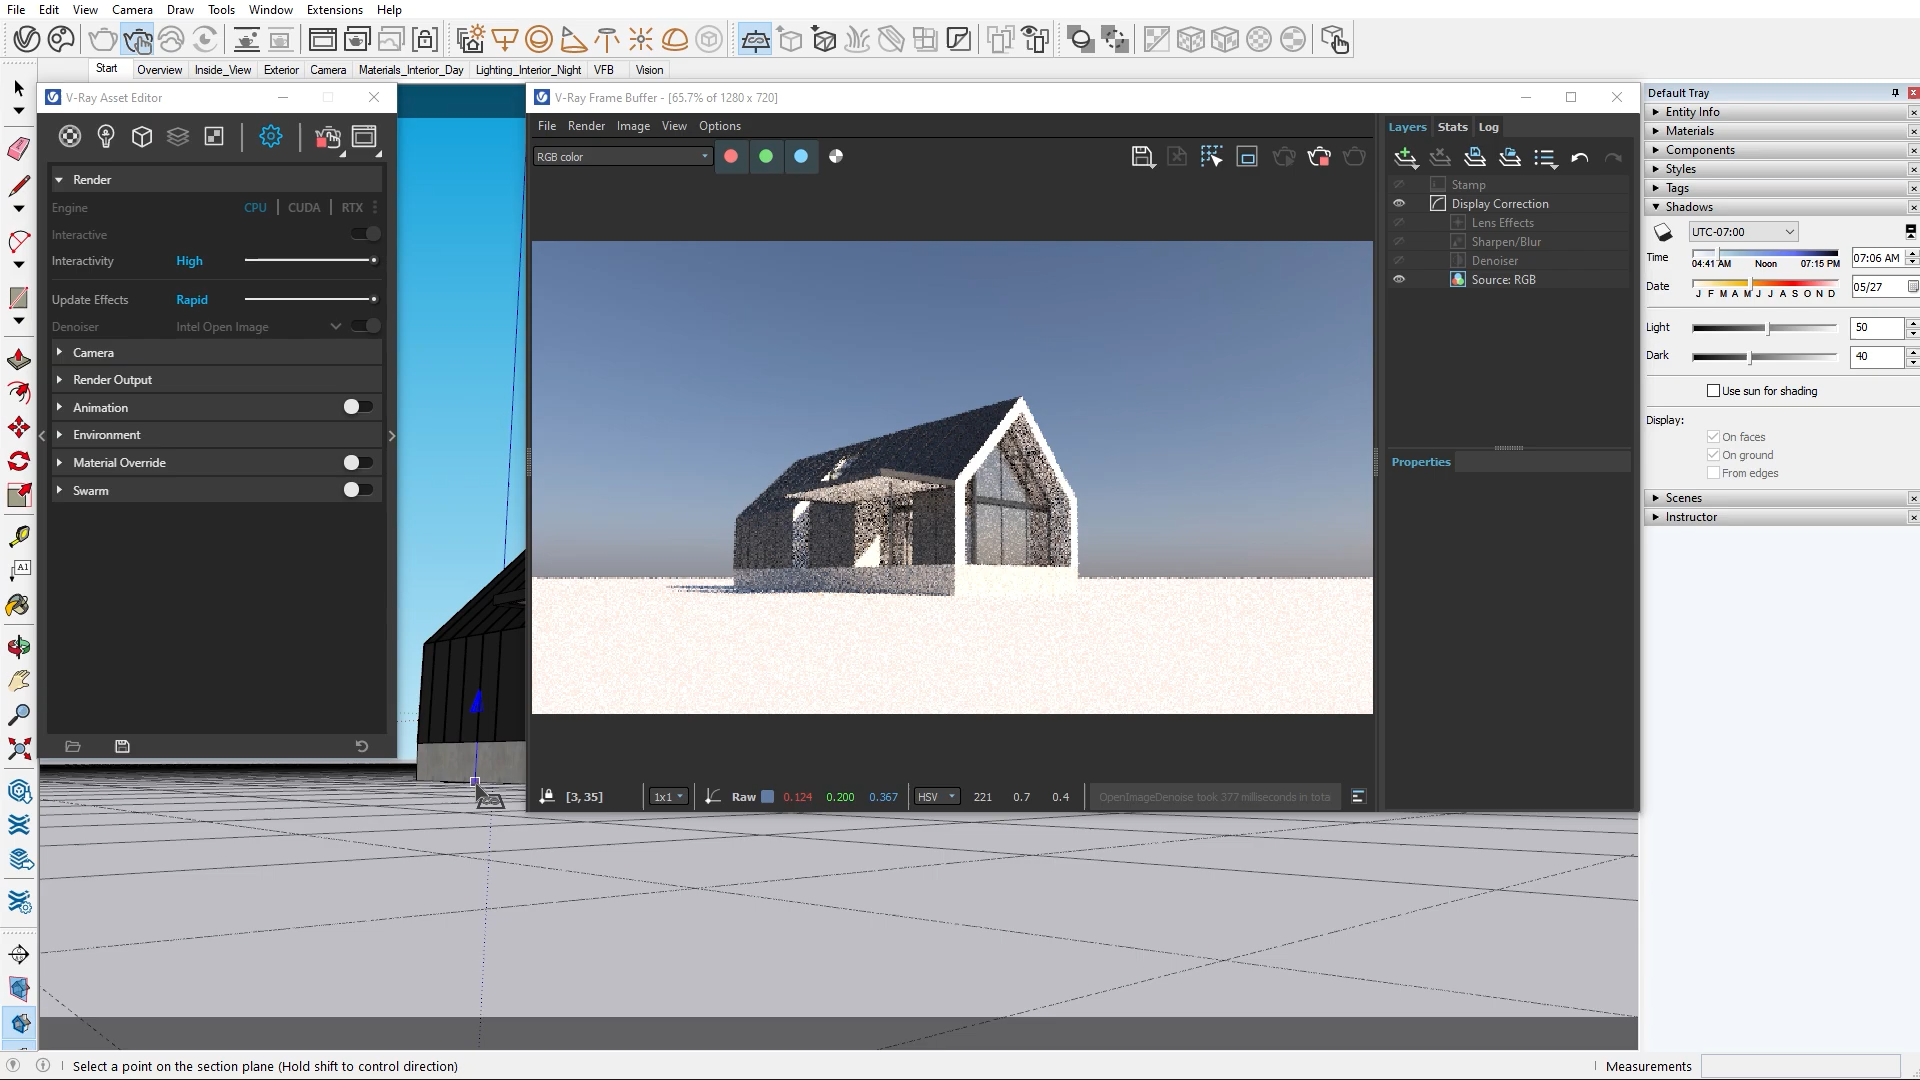 File Edit View Camera Draw Tools Window Extensions Help
Start Overview Inside_View Exterior Camera Materials_Interior_Day Lighting_Interior_Night VFB Vision
V-Ray Asset Editor
Render
Engine CPU CUDA RTX
Interactive
Interactivity High
Update Effects Rapid
Denoiser Intel Open Image
Camera
Render Output
Animation
Environment
Material Override
Swarm
V-Ray Frame Buffer - [65.7% of 1280 x 720]
File Render Image View Options
RGB color
[3, 35] 1x1 Raw 0.124 0.200 0.367 HSV 221 0.7 0.4 OpenImageDenoise took 377 milliseconds in tota
Layers Stats Log
Stamp
Display Correction
Lens Effects
Sharpen/Blur
Denoiser
Source: RGB
Properties
Default Tray
Entity Info
Materials
Components
Styles
Tags
Shadows
UTC-07:00
Time 04:41 AM Noon 07:15 PM 07:06 AM
Date J F M A M J J A S O N D 05/27
Light 50
Dark 40
Use sun for shading
Display:
On faces
On ground
From edges
Scenes
Instructor
A1
Select a point on the section plane (Hold shift to control direction)
Measurements